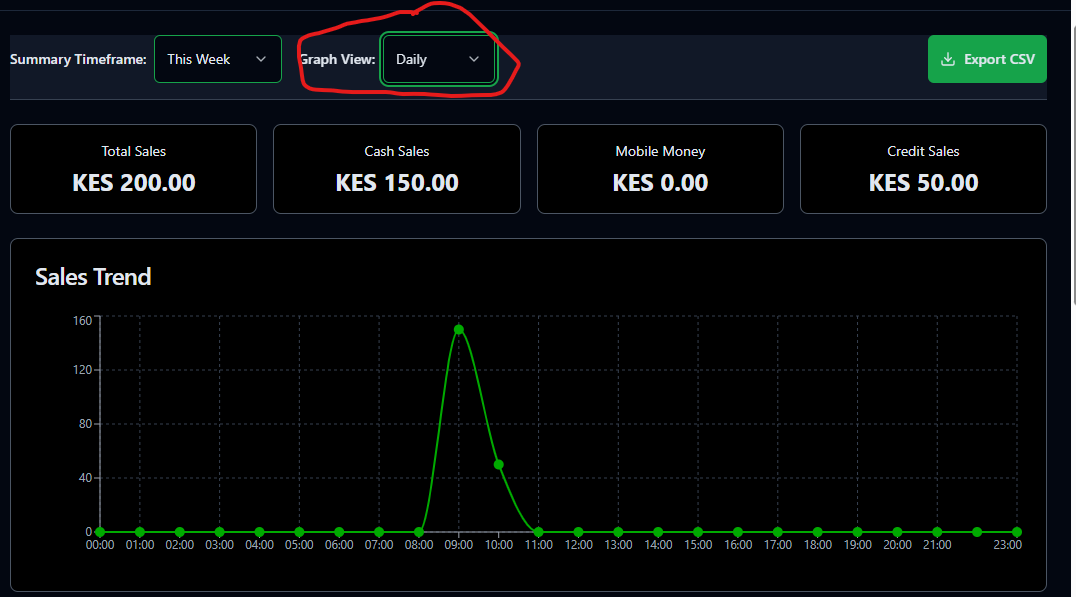 Summary Timeframe: This Week Graph View: Daily Export CSV
Total Sales Cash Sales Mobile Money Credit Sales
KES 200.00 KES 150.00 KES 0.00 KES 50.00
Sales Trend
160
120
80
40
0
00:00 01:00 02:00 03:00 04:00 05:00 06:00 07:00 08:00 09:00 10:00 11:00 12:00 13:00 14:00 15:00 16:00 17:00 18:00 19:00 20:00 21:00 23:00